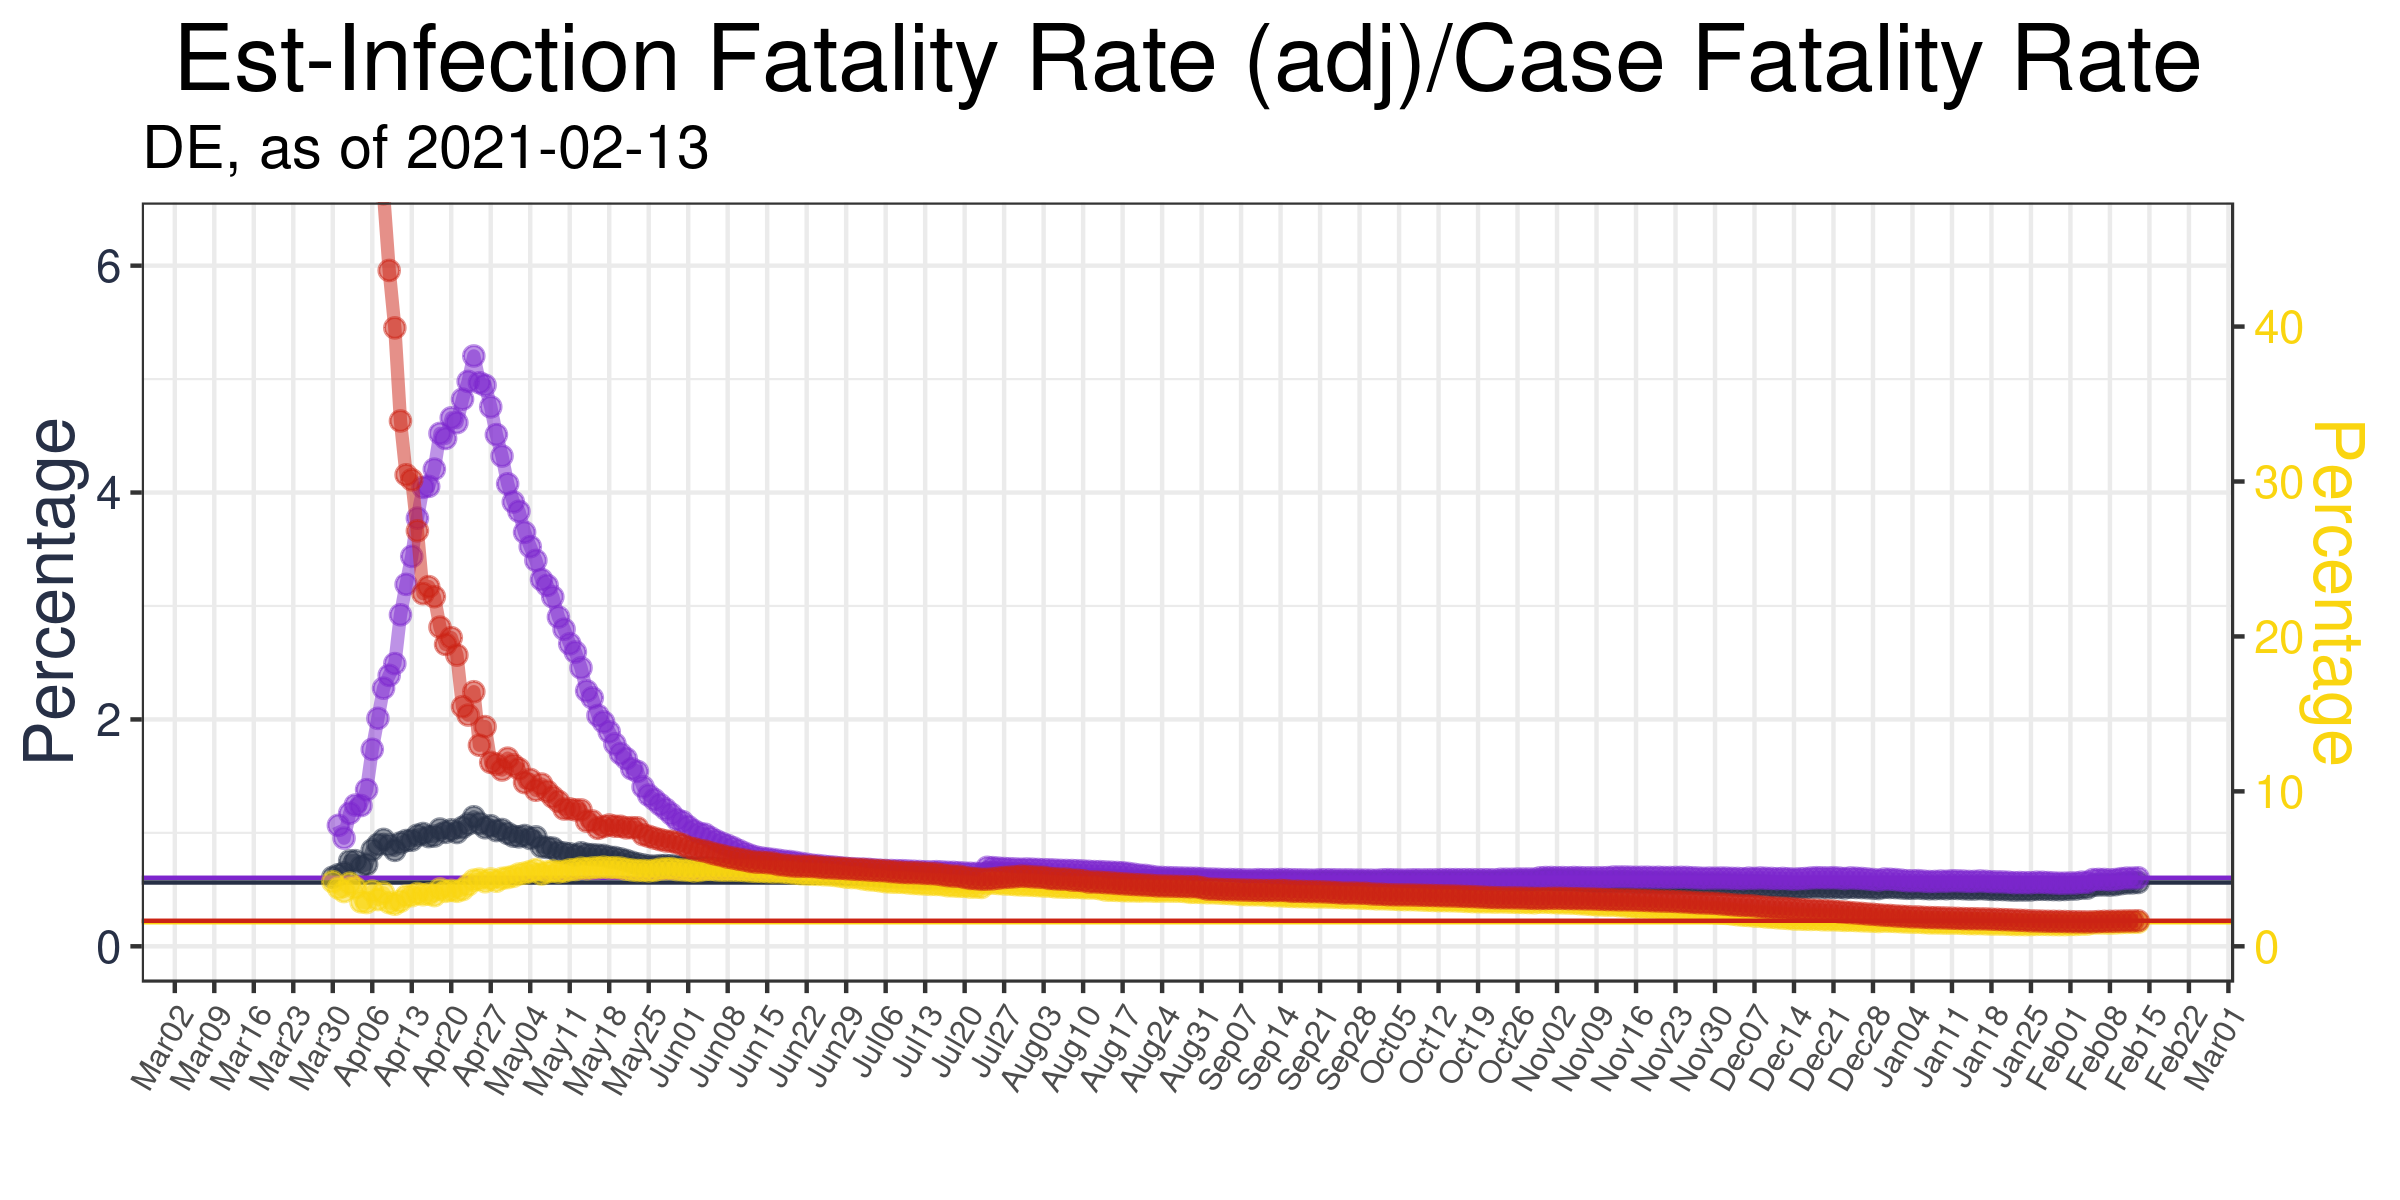 Est-Infection Fatality Rate (adj)/Case Fatality Rate
DE, as of 2021-02-13
Percentage
6
4
2
0
40
30
20
10
0
Percentage
Mar02
Mar09
Mar16
Mar23
Mar30
Apr06
Apr13
Apr20
Apr27
May04
May11
May18
May25
Jun01
Jun08
Jun15
Jun22
Jun29
Jul06
Jul13
Jul20
Jul27
Aug03
Aug10
Aug17
Aug24
Aug31
Sep07
Sep14
Sep21
Sep28
Oct05
Oct12
Oct19
Oct26
Nov02
Nov09
Nov16
Nov23
Nov30
Dec07
Dec14
Dec21
Dec28
Jan04
Jan11
Jan18
Jan25
Feb01
Feb08
Feb15
Feb22
Mar01